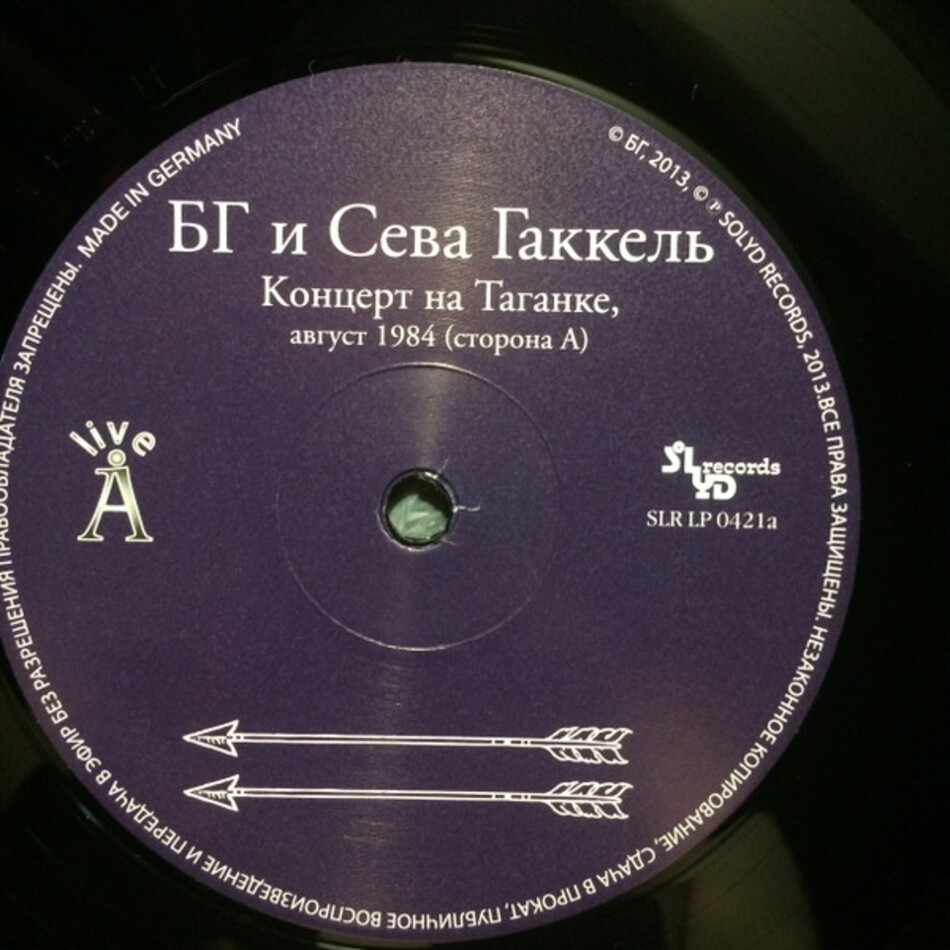 БГ и Сева Гаккель
Концерт на Таганке,
август 1984 (сторона А)
live
А
SOLYD records
SLR LP 0421a
© БГ, 2013, © ℗ SOLYD RECORDS, 2013.ВСЕ ПРАВА ЗАЩИЩЕНЫ. НЕЗАКОННОЕ КОПИРОВАНИЕ, СДАЧА В ПРОКАТ, ПУБЛИЧНОЕ ВОСПРОИЗВЕДЕНИЕ И ПЕРЕДАЧА В ЭФИР БЕЗ РАЗРЕШЕНИЯ ПРАВООБЛАДАТЕЛЯ ЗАПРЕЩЕНЫ. MADE IN GERMANY